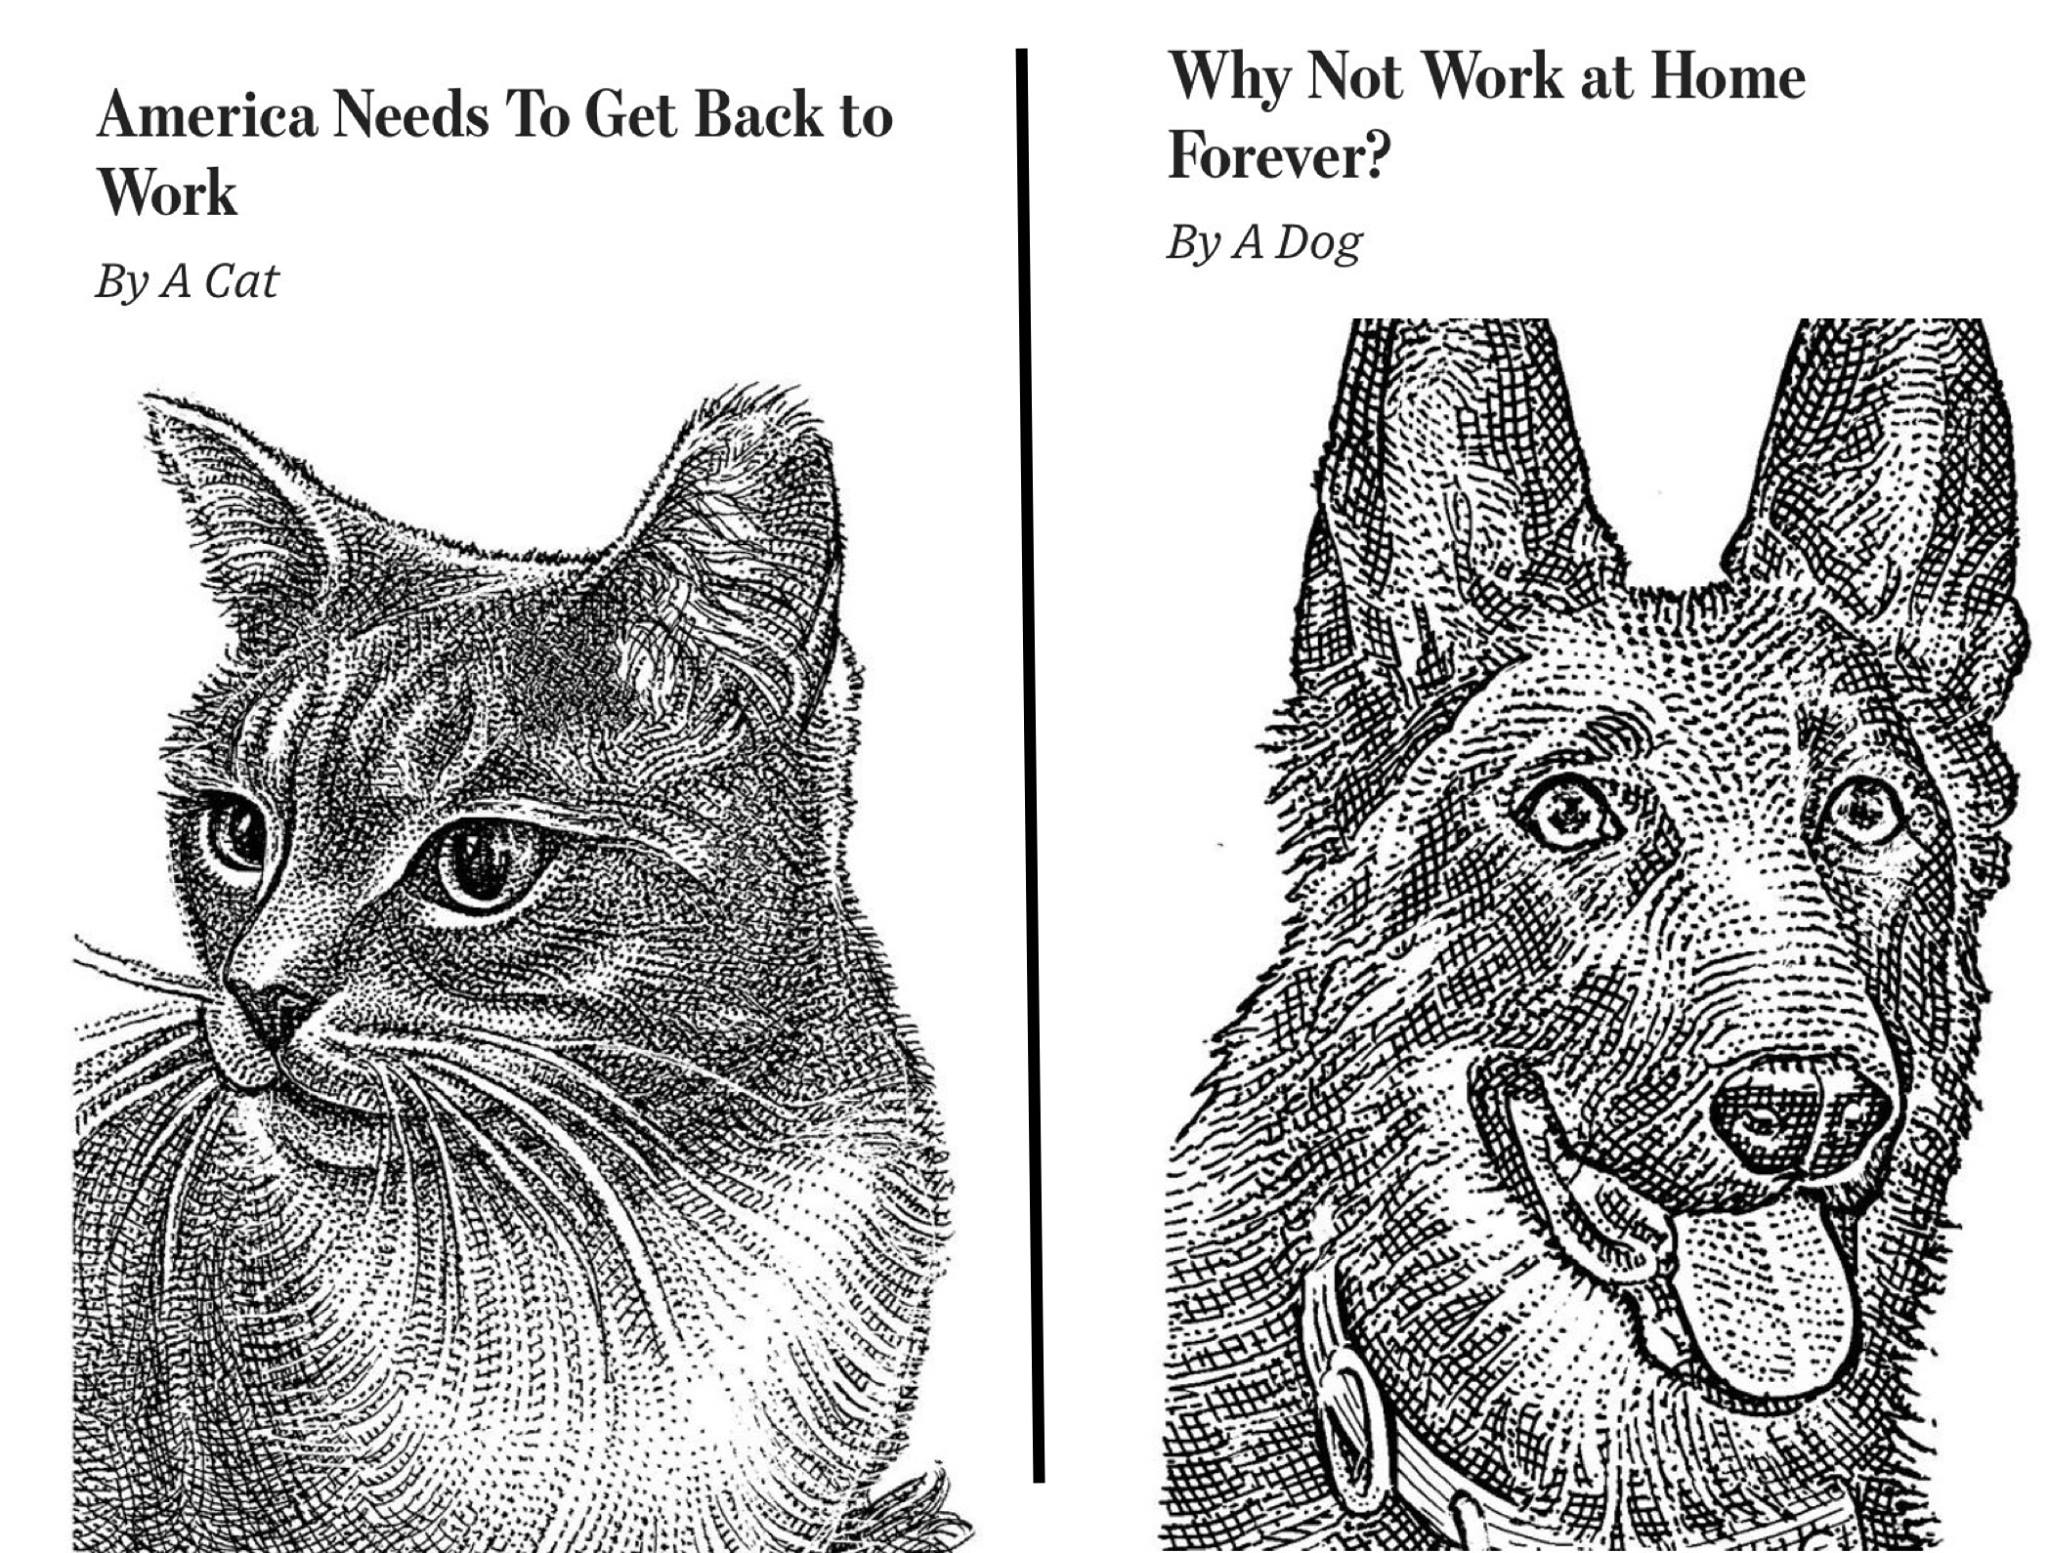 America Needs To Get Back to
Work
By A Cat
Why Not Work at Home
Forever?
By A Dog